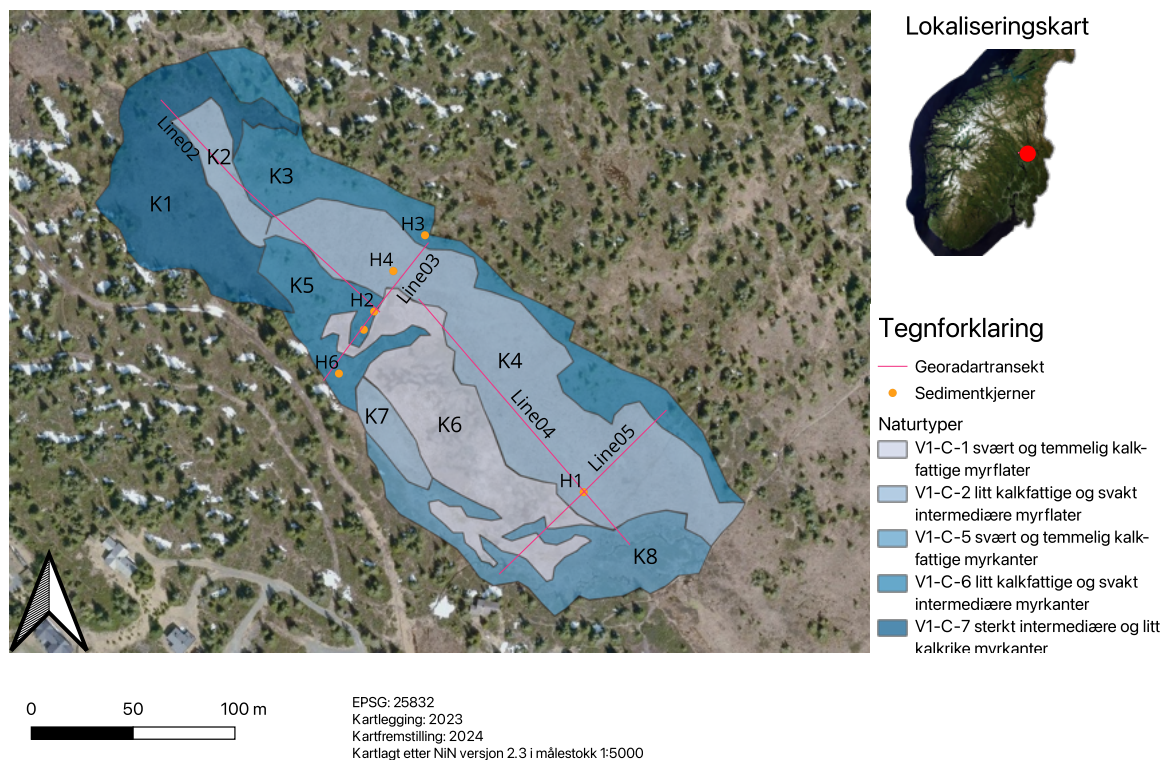 Lokaliseringskart
Line02
K2
K3
K1
H3
H4
Line03
K5
H2
K4
H6
K7
Line04
K6
Line05
H1
K8
Tegnforklaring
Georadartransekt
Sedimentkjerner
Naturtyper
V1-C-1 svært og temmelig kalk-
fattige myrflater
V1-C-2 litt kalkfattige og svakt
intermediære myrflater
V1-C-5 svært og temmelig kalk-
fattige myrkanter
V1-C-6 litt kalkfattige og svakt
intermediære myrkanter
V1-C-7 sterkt intermediære og litt
kalkrike myrkanter
0 50 100 m
EPSG: 25832
Kartlegging: 2023
Kartfremstilling: 2024
Kartlagt etter NiN versjon 2.3 i målestokk 1:5000